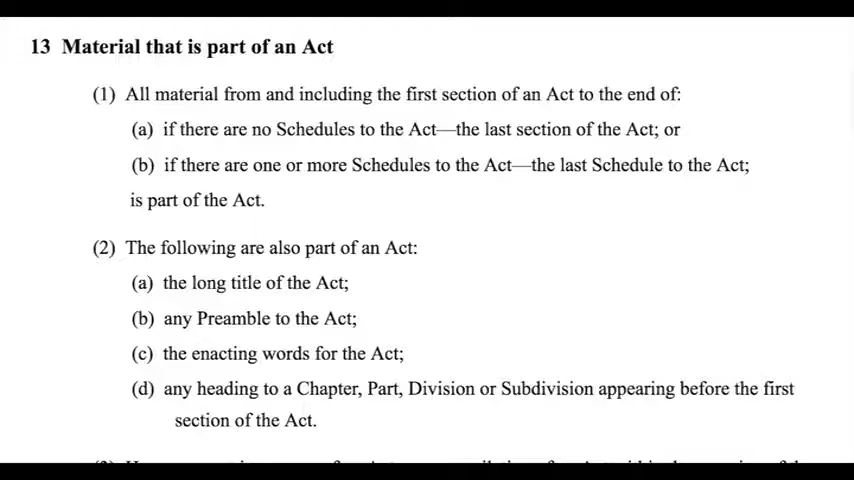 13 Material that is part of an Act
(1) All material from and including the first section of an Act to the end of:
(a) if there are no Schedules to the Act—the last section of the Act; or
(b) if there are one or more Schedules to the Act—the last Schedule to the Act;
is part of the Act.
(2) The following are also part of an Act:
(a) the long title of the Act;
(b) any Preamble to the Act;
(c) the enacting words for the Act;
(d) any heading to a Chapter, Part, Division or Subdivision appearing before the first
section of the Act.